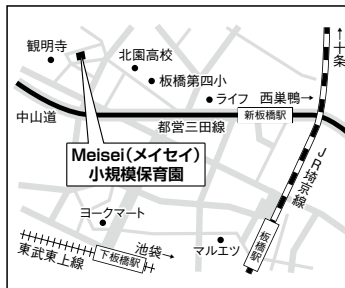 ↑十条
観明寺
北園高校
板橋第四小
ライフ
西巣鴨→
中山道
新板橋駅
都営三田線
Meisei(メイセイ)
小規模保育園
JR埼京線
ヨークマート
池袋→
マルエツ
板橋駅
下板橋駅
東武東上線